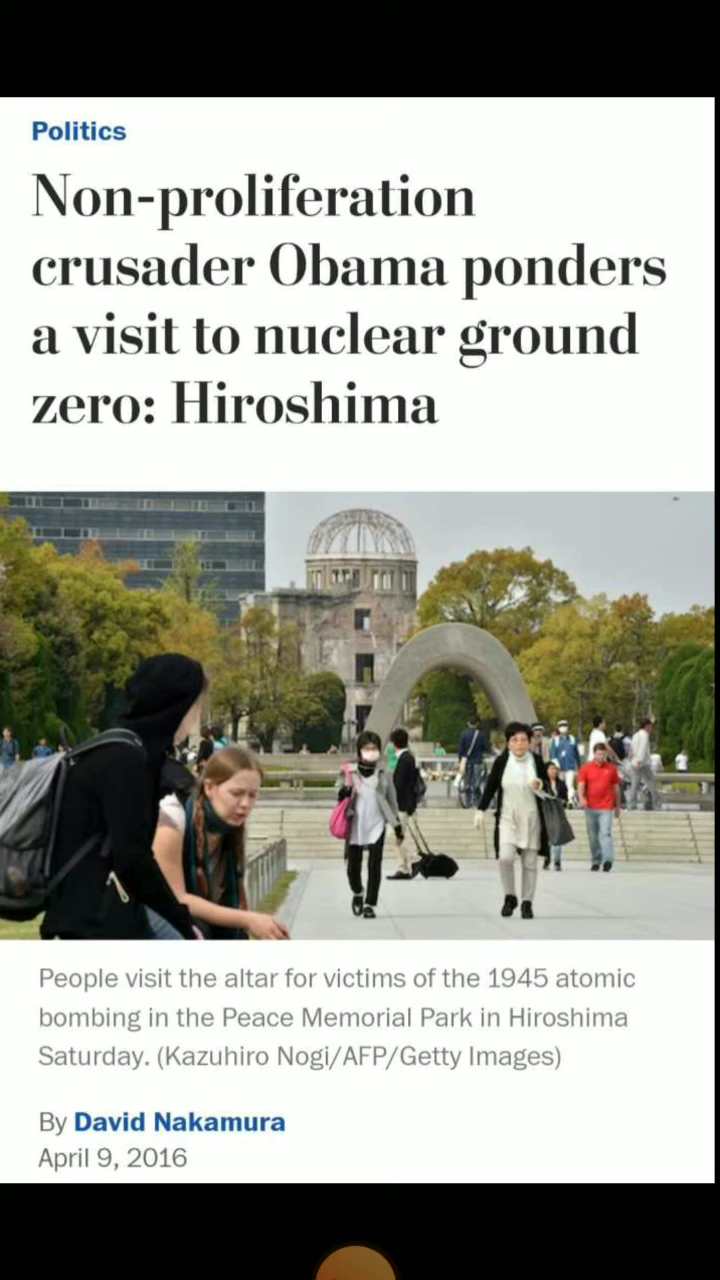 Politics
Non-proliferation
crusader Obama ponders
a visit to nuclear ground
zero: Hiroshima
People visit the altar for victims of the 1945 atomic
bombing in the Peace Memorial Park in Hiroshima
Saturday. (Kazuhiro Nogi/AFP/Getty Images)
By David Nakamura
April 9, 2016